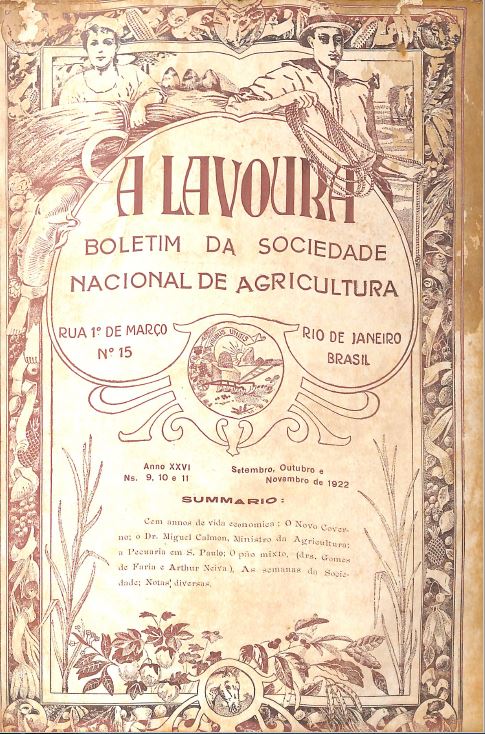 A LAVOURA
BOLETIM DA SOCIEDADE
NACIONAL DE AGRICULTURA
RUA 1º DE MARÇO
Nº 15
RIO DE JANEIRO
BRASIL
Anno XXVI
Ns. 9, 10 e 11
Setembro, Outubro e
Novembro de 1922
SUMMARIO:
Cem annos de vida economica; O Novo Gover-
no; o Dr. Miguel Calmon, Ministro da Agricultura;
a Pecuaria em S. Paulo; O pão mixto, (drs. Gomes
de Faria e Arthur Neiva), As semanas da Socie-
dade; Notas diversas.